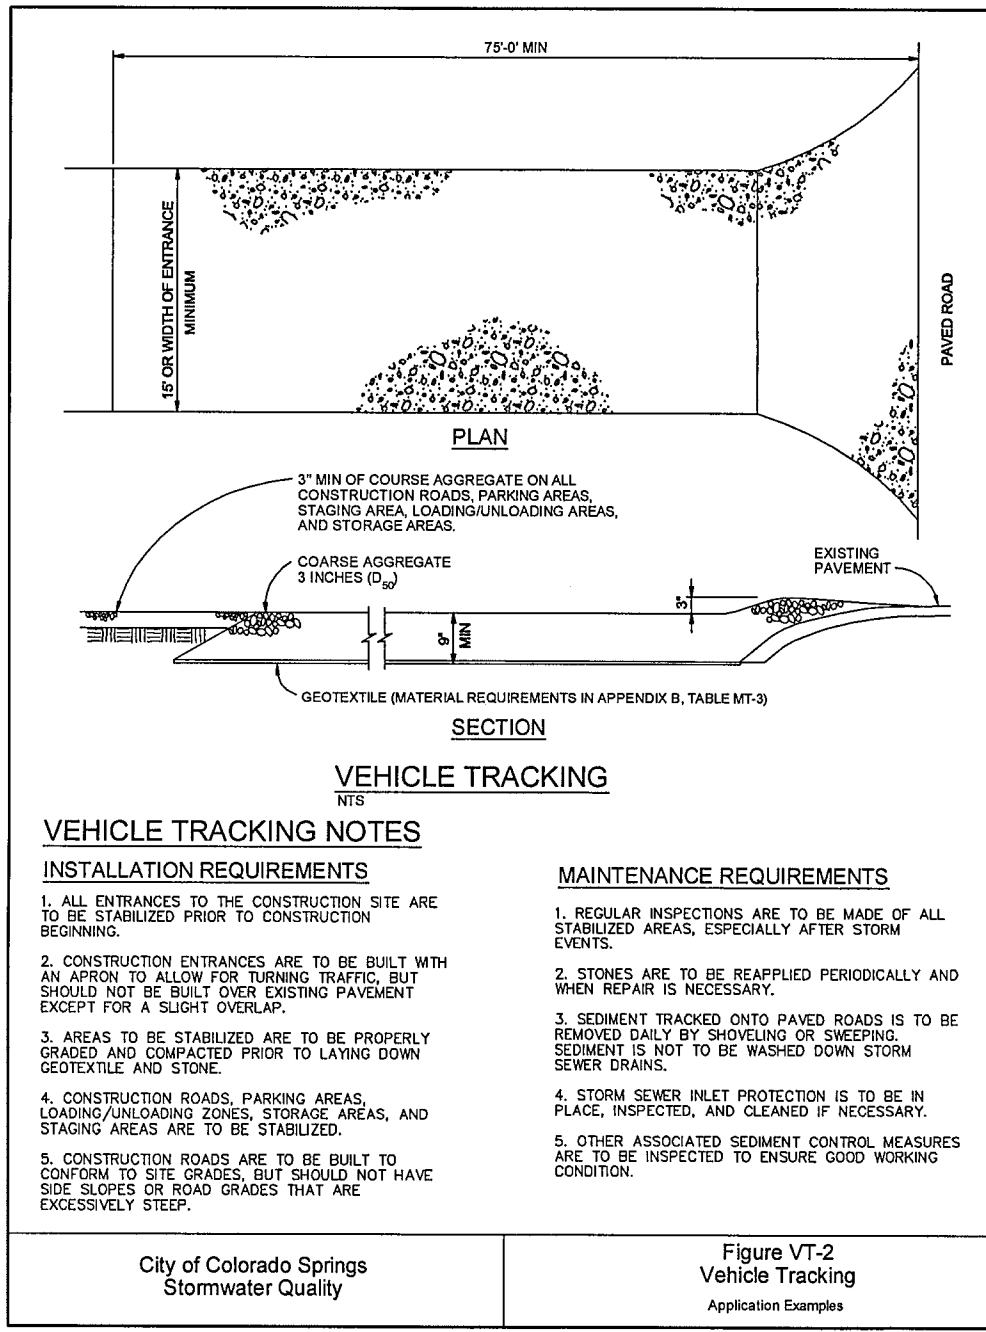 75'-0' MIN
15' OR WIDTH OF ENTRANCE
MINIMUM
PAVED ROAD
PLAN
3" MIN OF COURSE AGGREGATE ON ALL
CONSTRUCTION ROADS, PARKING AREAS,
STAGING AREA, LOADING/UNLOADING AREAS,
AND STORAGE AREAS.
COARSE AGGREGATE
3 INCHES (D50)
EXISTING
PAVEMENT
3"
9"
MIN
GEOTEXTILE (MATERIAL REQUIREMENTS IN APPENDIX B, TABLE MT-3)
SECTION
VEHICLE TRACKING
NTS
VEHICLE TRACKING NOTES
INSTALLATION REQUIREMENTS
1. ALL ENTRANCES TO THE CONSTRUCTION SITE ARE
TO BE STABILIZED PRIOR TO CONSTRUCTION
BEGINNING.
2. CONSTRUCTION ENTRANCES ARE TO BE BUILT WITH
AN APRON TO ALLOW FOR TURNING TRAFFIC, BUT
SHOULD NOT BE BUILT OVER EXISTING PAVEMENT
EXCEPT FOR A SLIGHT OVERLAP.
3. AREAS TO BE STABILIZED ARE TO BE PROPERLY
GRADED AND COMPACTED PRIOR TO LAYING DOWN
GEOTEXTILE AND STONE.
4. CONSTRUCTION ROADS, PARKING AREAS,
LOADING/UNLOADING ZONES, STORAGE AREAS, AND
STAGING AREAS ARE TO BE STABILIZED.
5. CONSTRUCTION ROADS ARE TO BE BUILT TO
CONFORM TO SITE GRADES, BUT SHOULD NOT HAVE
SIDE SLOPES OR ROAD GRADES THAT ARE
EXCESSIVELY STEEP.
MAINTENANCE REQUIREMENTS
1. REGULAR INSPECTIONS ARE TO BE MADE OF ALL
STABILIZED AREAS, ESPECIALLY AFTER STORM
EVENTS.
2. STONES ARE TO BE REAPPLIED PERIODICALLY AND
WHEN REPAIR IS NECESSARY.
3. SEDIMENT TRACKED ONTO PAVED ROADS IS TO BE
REMOVED DAILY BY SHOVELING OR SWEEPING.
SEDIMENT IS NOT TO BE WASHED DOWN STORM
SEWER DRAINS.
4. STORM SEWER INLET PROTECTION IS TO BE IN
PLACE, INSPECTED, AND CLEANED IF NECESSARY.
5. OTHER ASSOCIATED SEDIMENT CONTROL MEASURES
ARE TO BE INSPECTED TO ENSURE GOOD WORKING
CONDITION.
City of Colorado Springs
Stormwater Quality
Figure VT-2
Vehicle Tracking
Application Examples